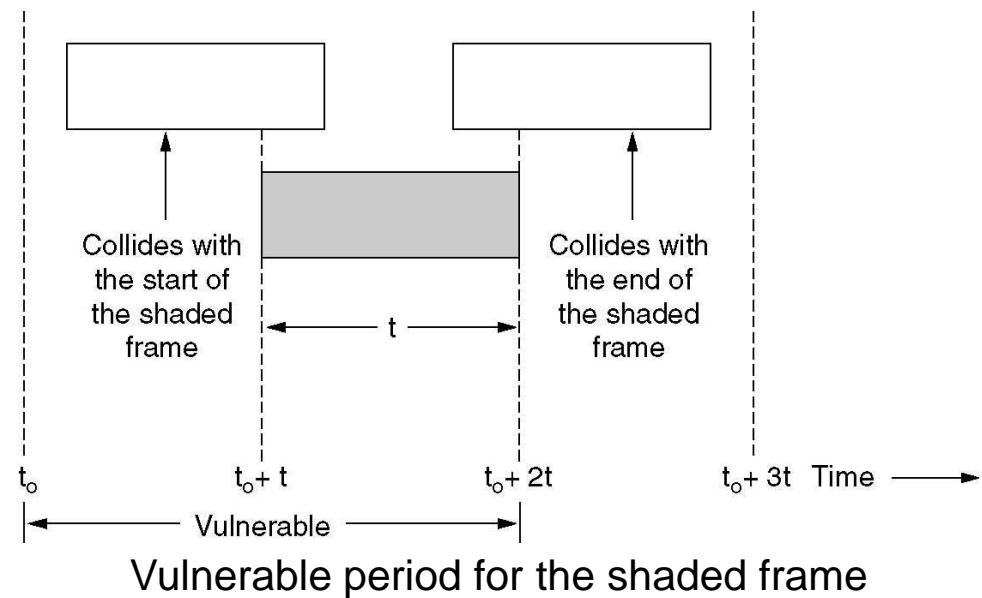 Collides with
the start of
the shaded
frame
Collides with
the end of
the shaded
frame
t
to
to+ t
to+ 2t
to+ 3t
Time
Vulnerable
Vulnerable period for the shaded frame